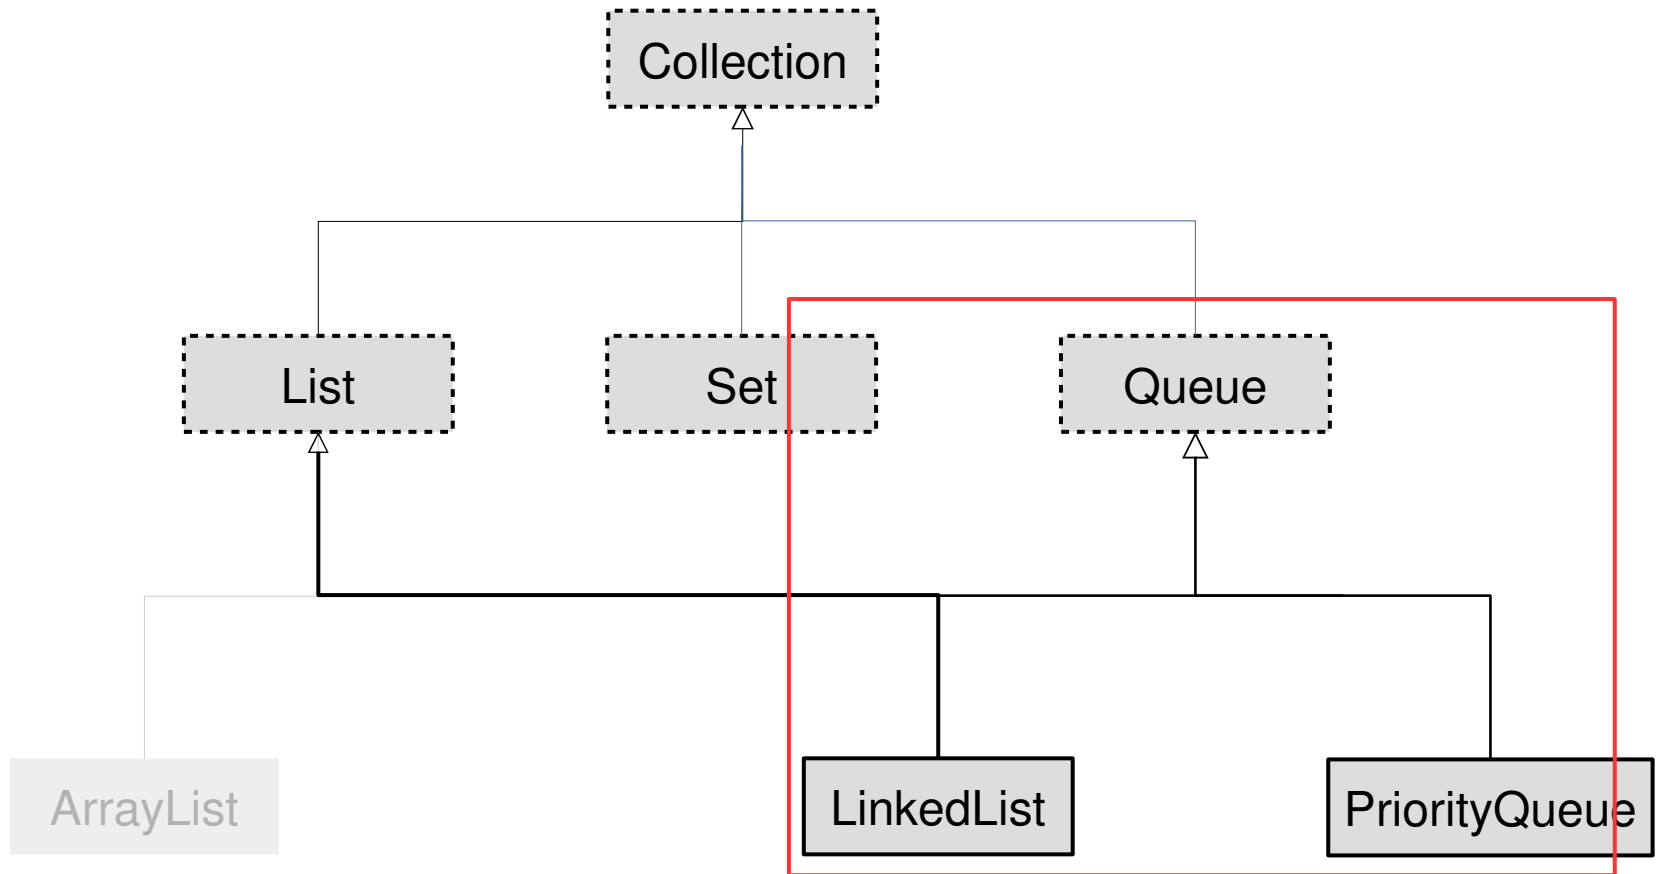 Collection
List
Set
Queue
ArrayList
LinkedList
PriorityQueue